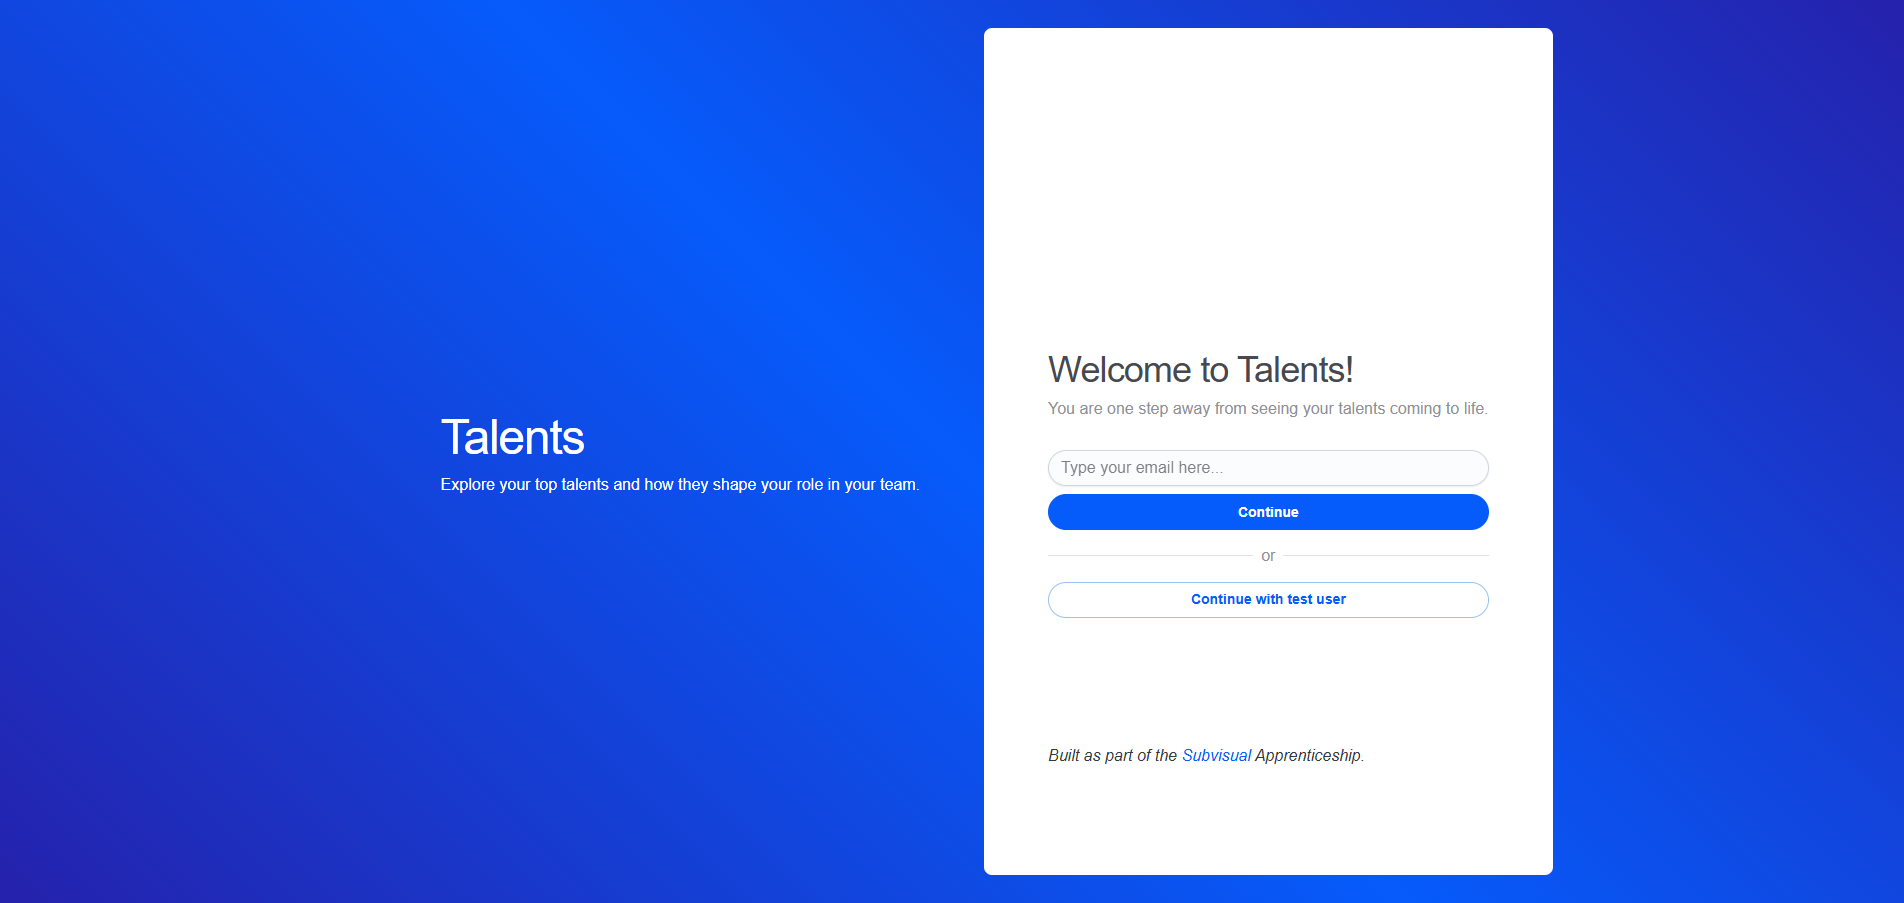 Talents
Explore your top talents and how they shape your role in your team.
Welcome to Talents!
You are one step away from seeing your talents coming to life.
Type your email here...
Continue
or
Continue with test user
Built as part of the Subvisual Apprenticeship.